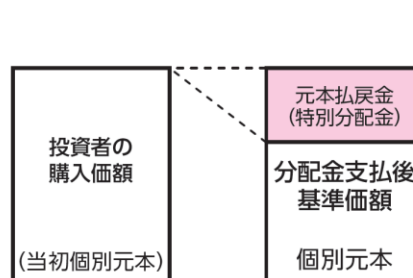 投資者の
購入価額
(当初個別元本)
元本払戻金
(特別分配金)
分配金支払後
基準価額
個別元本